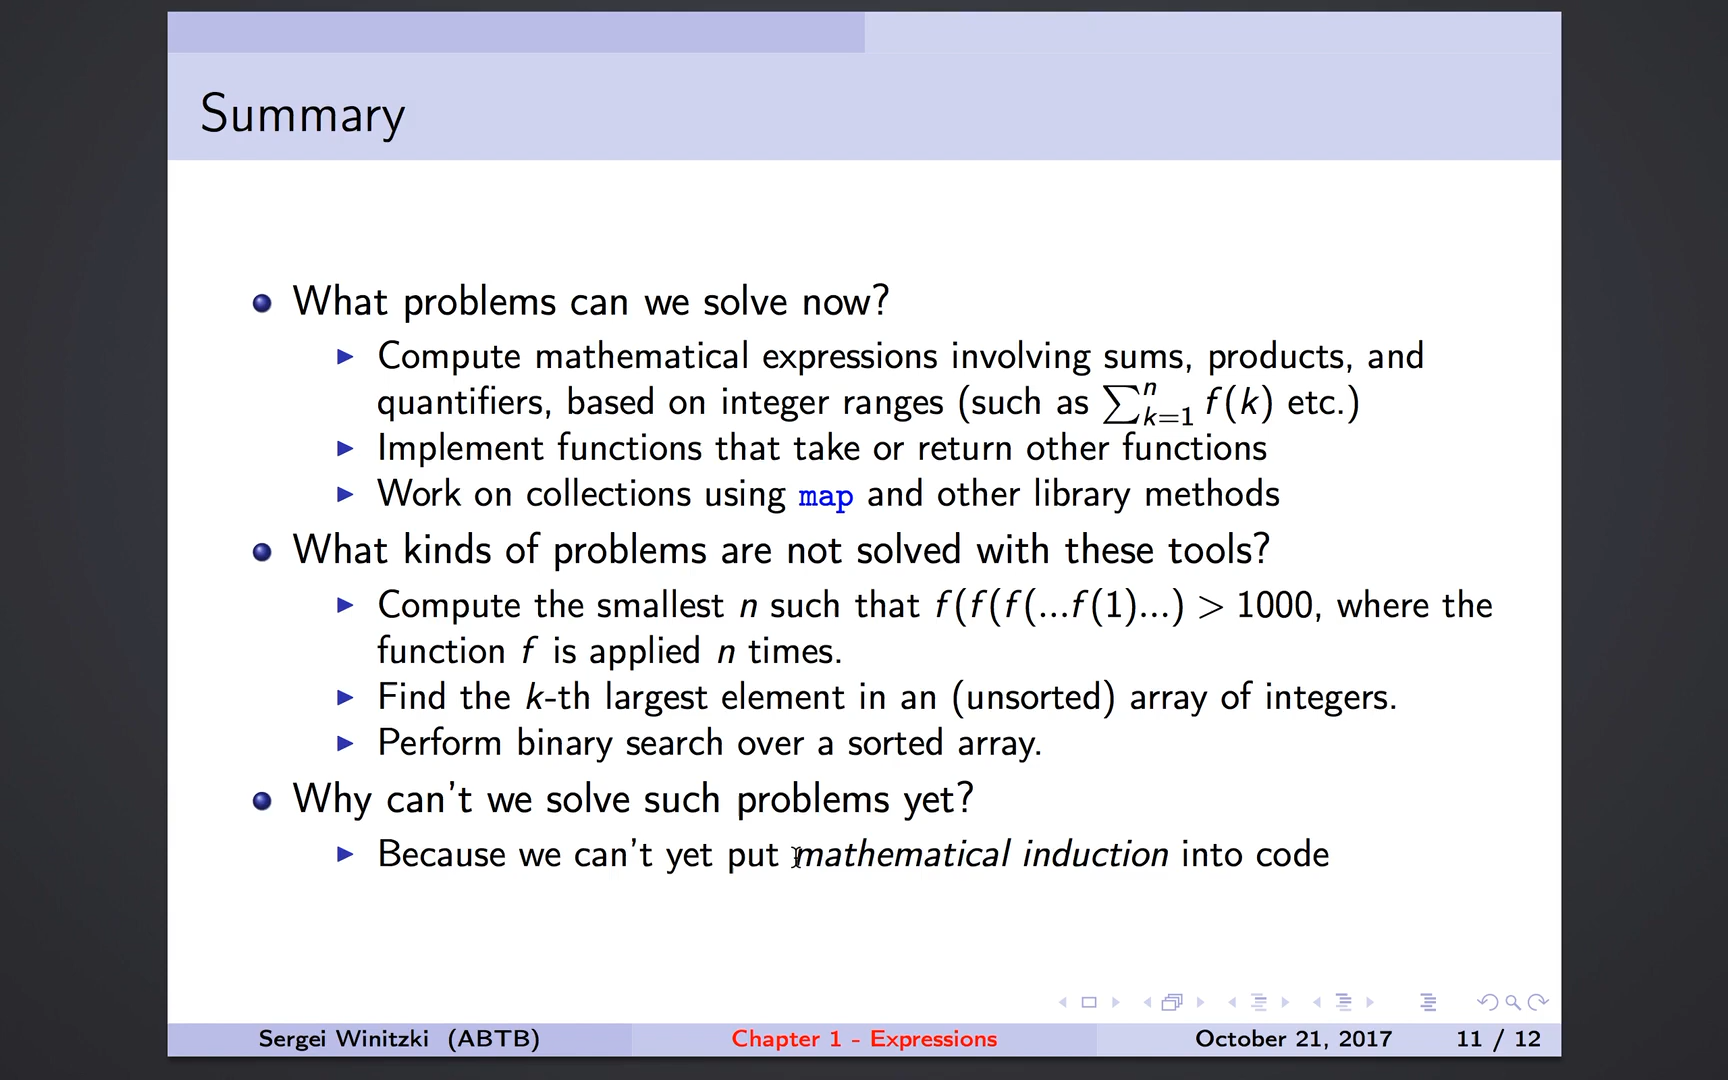 Summary
What problems can we solve now?
Compute mathematical expressions involving sums, products, and
quantifiers, based on integer ranges (such as ∑ⁿₖ₌₁ f(k) etc.)
Implement functions that take or return other functions
Work on collections using map and other library methods
What kinds of problems are not solved with these tools?
Compute the smallest n such that f(f(f(...f(1)...) > 1000, where the
function f is applied n times.
Find the k-th largest element in an (unsorted) array of integers.
Perform binary search over a sorted array.
Why can't we solve such problems yet?
Because we can't yet put mathematical induction into code
Sergei Winitzki (ABTB) Chapter 1 - Expressions October 21, 2017 11 / 12